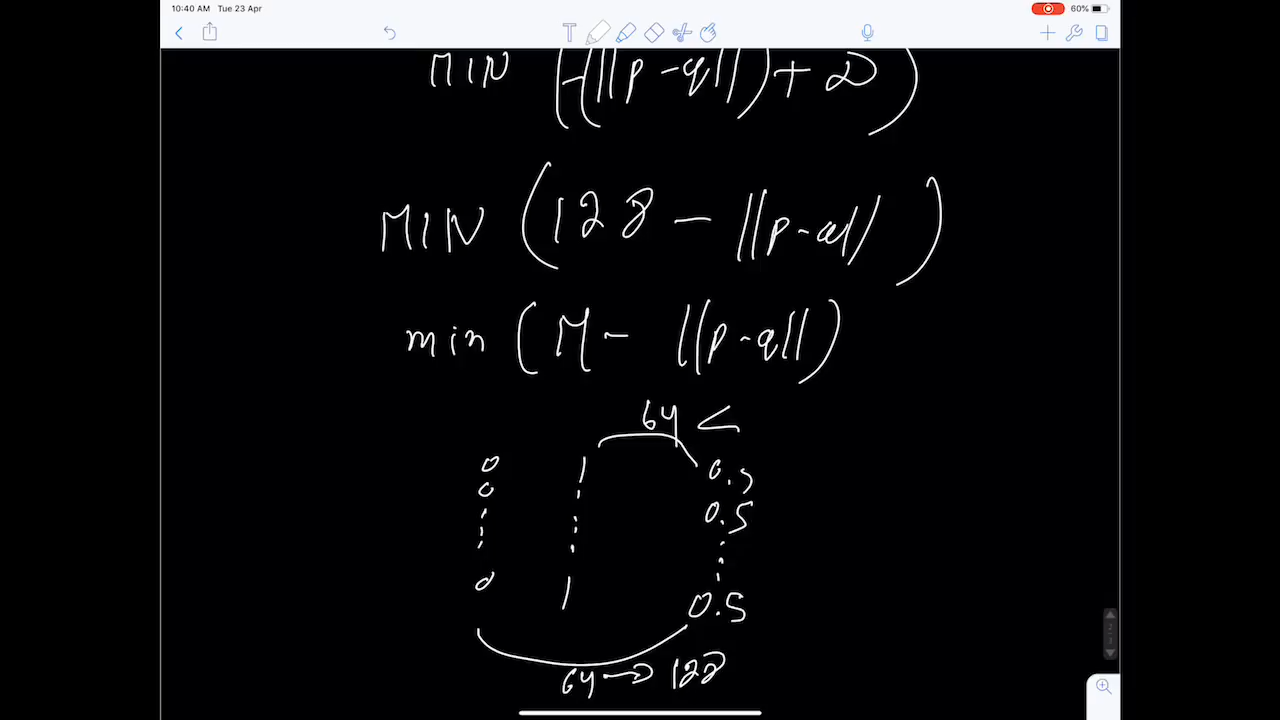 10:40 AM Tue 23 Apr 60%
T
MIN (-(||p-q||)+D)
MIN (128 - ||p-q||)
min (M - ||p-q||)
64 <
0 1 0.5
0 0.5
0 1 0.5
64 → 128